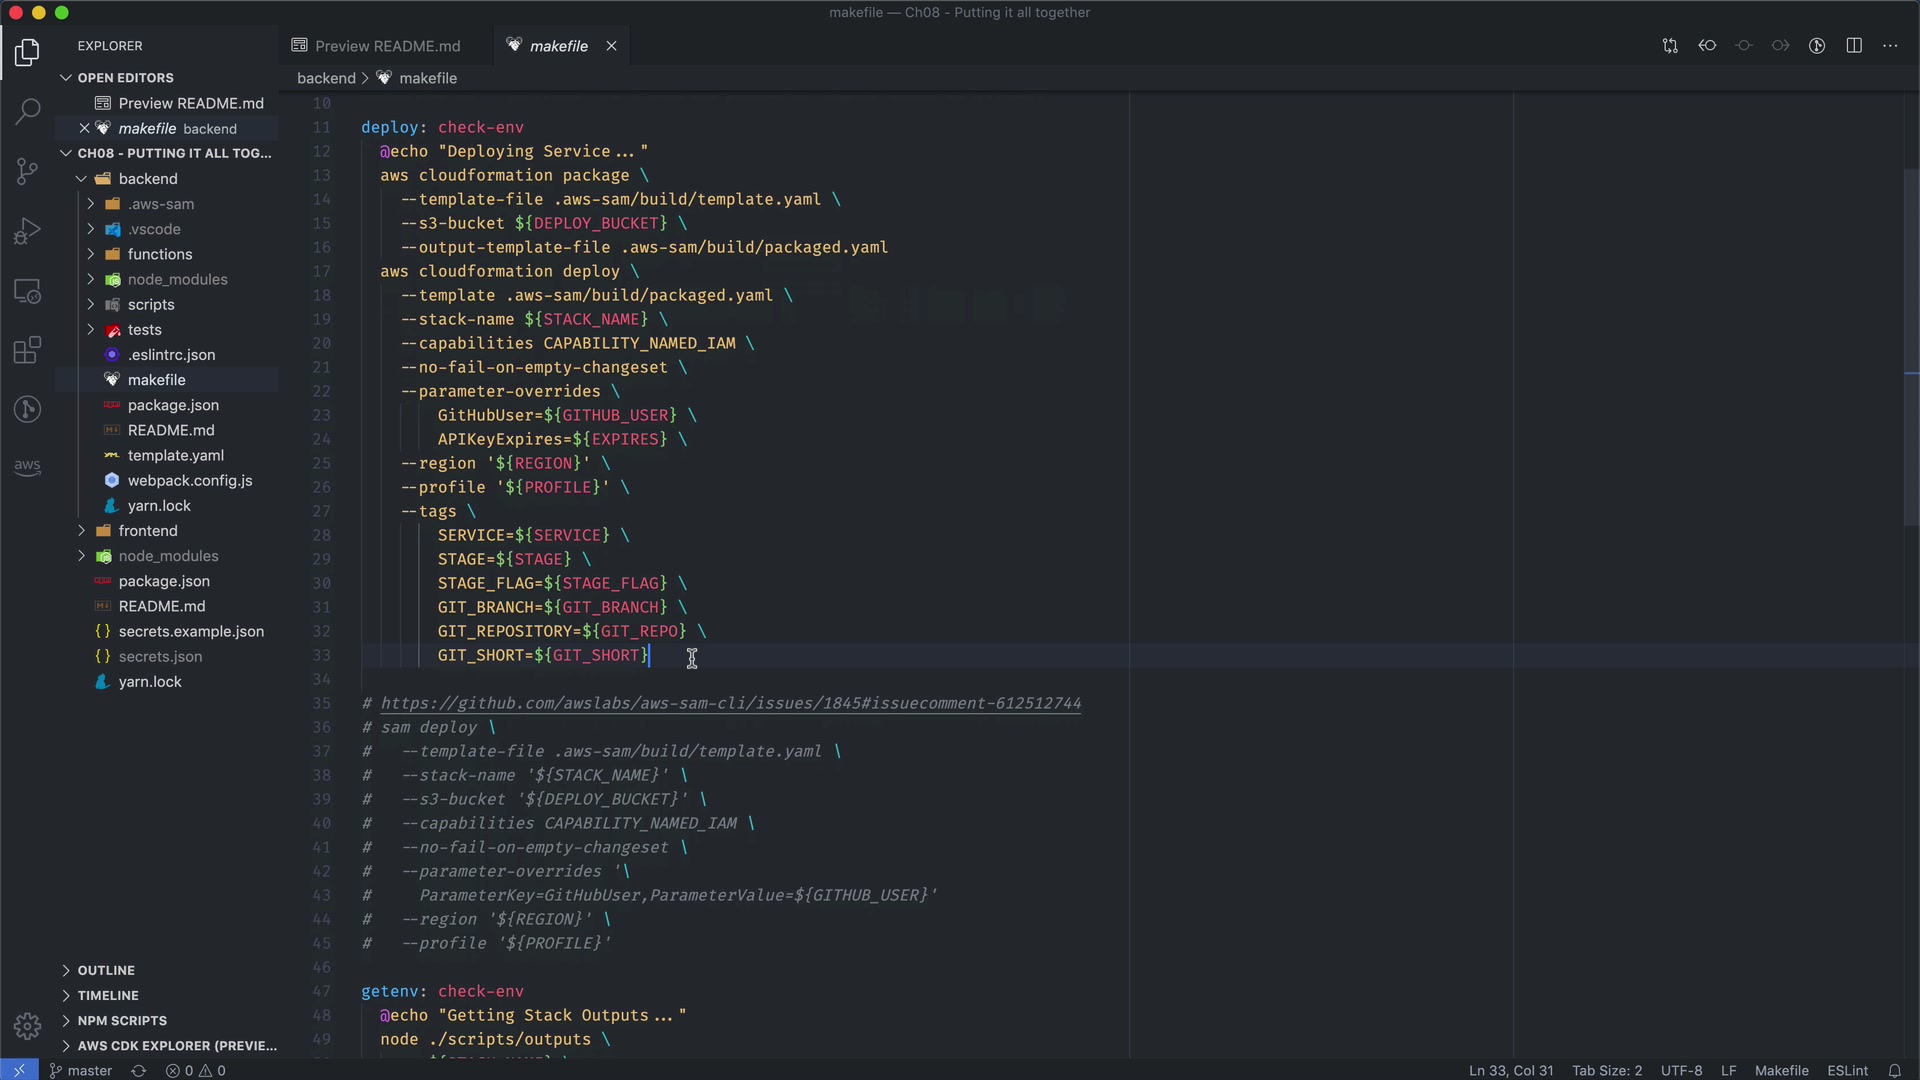 makefile — Ch08 - Putting it all together
EXPLORER
OPEN EDITORS
Preview README.md
makefile backend
CH08 - PUTTING IT ALL TOG...
backend
.aws-sam
.vscode
functions
node_modules
scripts
tests
.eslintrc.json
makefile
package.json
README.md
template.yaml
webpack.config.js
yarn.lock
frontend
node_modules
package.json
README.md
secrets.example.json
secrets.json
yarn.lock
OUTLINE
TIMELINE
NPM SCRIPTS
AWS CDK EXPLORER (PREVIE...
aws
Preview README.md
makefile
backend > makefile
10
11 deploy: check-env
12 @echo "Deploying Service..."
13 aws cloudformation package \
14 --template-file .aws-sam/build/template.yaml \
15 --s3-bucket ${DEPLOY_BUCKET} \
16 --output-template-file .aws-sam/build/packaged.yaml
17 aws cloudformation deploy \
18 --template .aws-sam/build/packaged.yaml \
19 --stack-name ${STACK_NAME} \
20 --capabilities CAPABILITY_NAMED_IAM \
21 --no-fail-on-empty-changeset \
22 --parameter-overrides \
23 GitHubUser=${GITHUB_USER} \
24 APIKeyExpires=${EXPIRES} \
25 --region '${REGION}' \
26 --profile '${PROFILE}' \
27 --tags \
28 SERVICE=${SERVICE} \
29 STAGE=${STAGE} \
30 STAGE_FLAG=${STAGE_FLAG} \
31 GIT_BRANCH=${GIT_BRANCH} \
32 GIT_REPOSITORY=${GIT_REPO} \
33 GIT_SHORT=${GIT_SHORT}
34
35 # https://github.com/awslabs/aws-sam-cli/issues/1845#issuecomment-612512744
36 # sam deploy \
37 # --template-file .aws-sam/build/template.yaml \
38 # --stack-name '${STACK_NAME}' \
39 # --s3-bucket '${DEPLOY_BUCKET}' \
40 # --capabilities CAPABILITY_NAMED_IAM \
41 # --no-fail-on-empty-changeset \
42 # --parameter-overrides '\
43 # ParameterKey=GitHubUser,ParameterValue=${GITHUB_USER}'
44 # --region '${REGION}' \
45 # --profile '${PROFILE}'
46
47 getenv: check-env
48 @echo "Getting Stack Outputs..."
49 node ./scripts/outputs \
master
0 0
Ln 33, Col 31
Tab Size: 2
UTF-8
LF
Makefile
ESLint